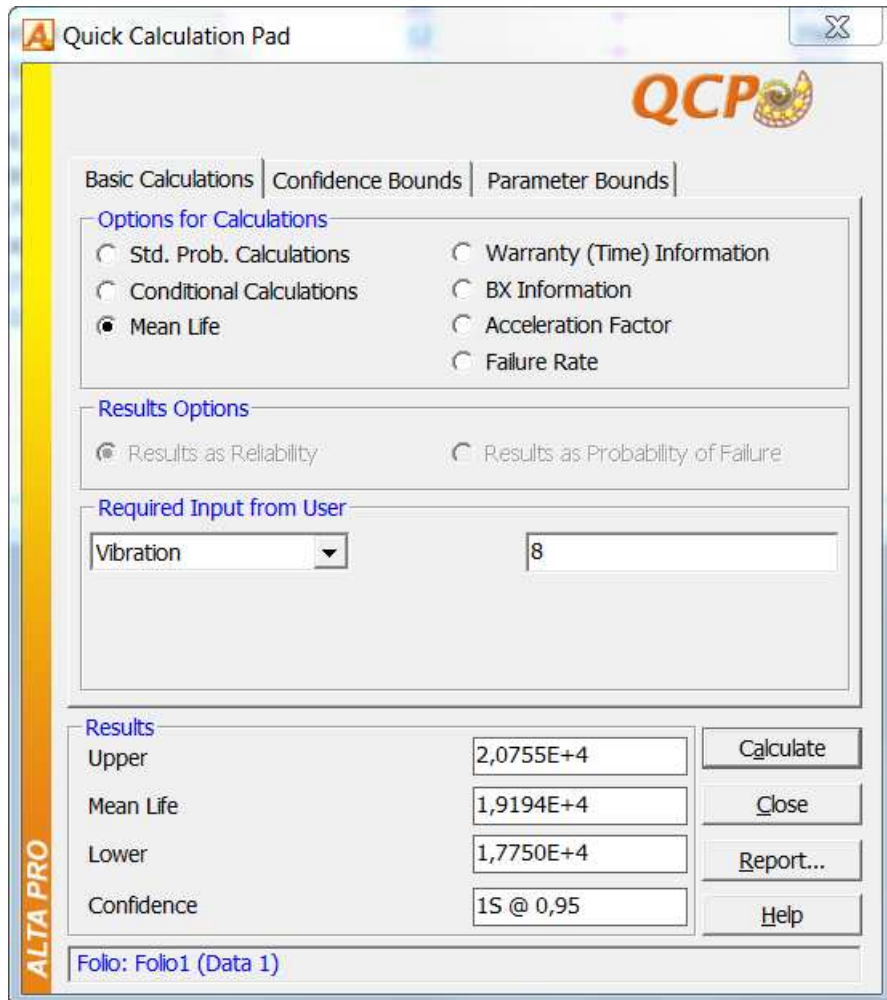 Quick Calculation Pad
QCP
Basic Calculations Confidence Bounds Parameter Bounds
Options for Calculations
Std. Prob. Calculations Warranty (Time) Information
Conditional Calculations BX Information
Mean Life Acceleration Factor
Failure Rate
Results Options
Results as Reliability Results as Probability of Failure
Required Input from User
Vibration 8
Results
Upper 2,0755E+4 Calculate
Mean Life 1,9194E+4 Close
Lower 1,7750E+4 Report...
Confidence 1S @ 0,95 Help
ALTA PRO
Folio: Folio1 (Data 1)